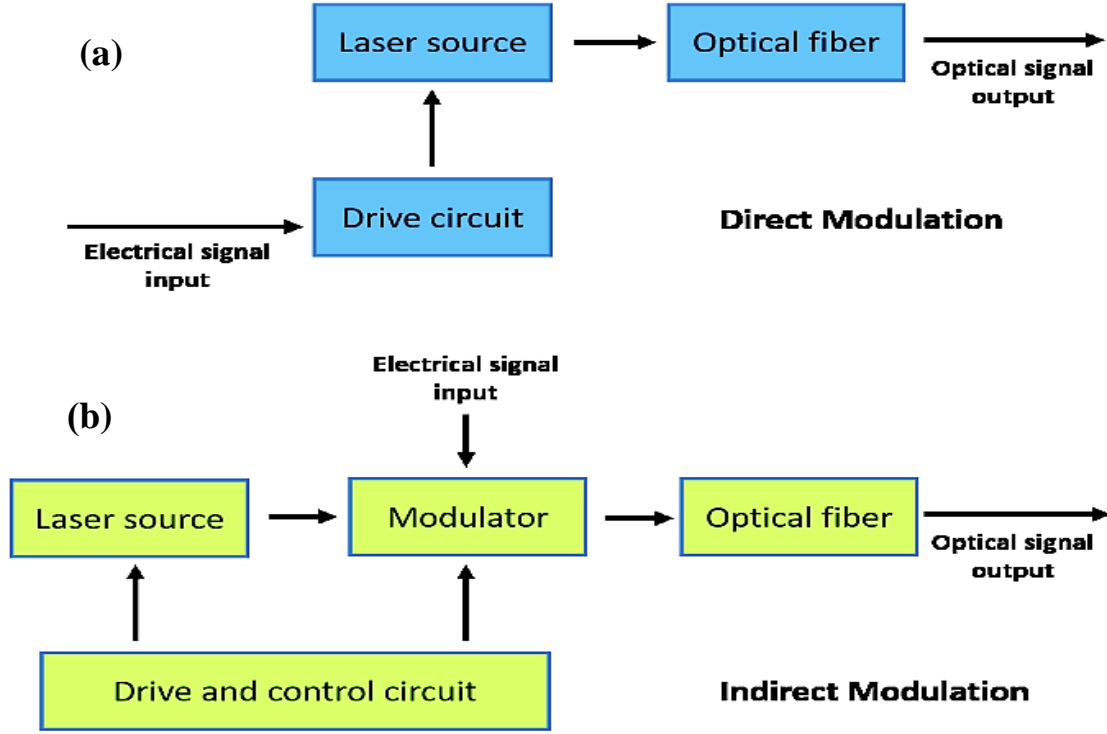 (a)
Laser source
Optical fiber
Optical signal
output
Drive circuit
Electrical signal
input
Direct Modulation
Electrical signal
input
(b)
Laser source
Modulator
Optical fiber
Optical signal
output
Drive and control circuit
Indirect Modulation